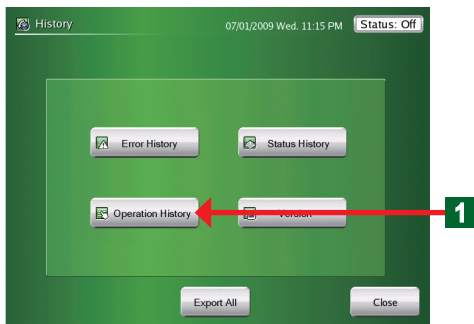 History 07/01/2009 Wed. 11:15 PM Status: Off
Error History Status History
Operation History Version 1
Export All Close